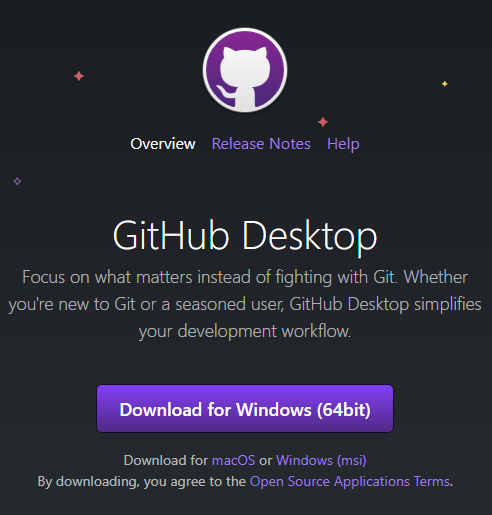 Overview Release Notes Help
GitHub Desktop
Focus on what matters instead of fighting with Git. Whether
you're new to Git or a seasoned user, GitHub Desktop simplifies
your development workflow.
Download for Windows (64bit)
Download for macOS or Windows (msi)
By downloading, you agree to the Open Source Applications Terms.